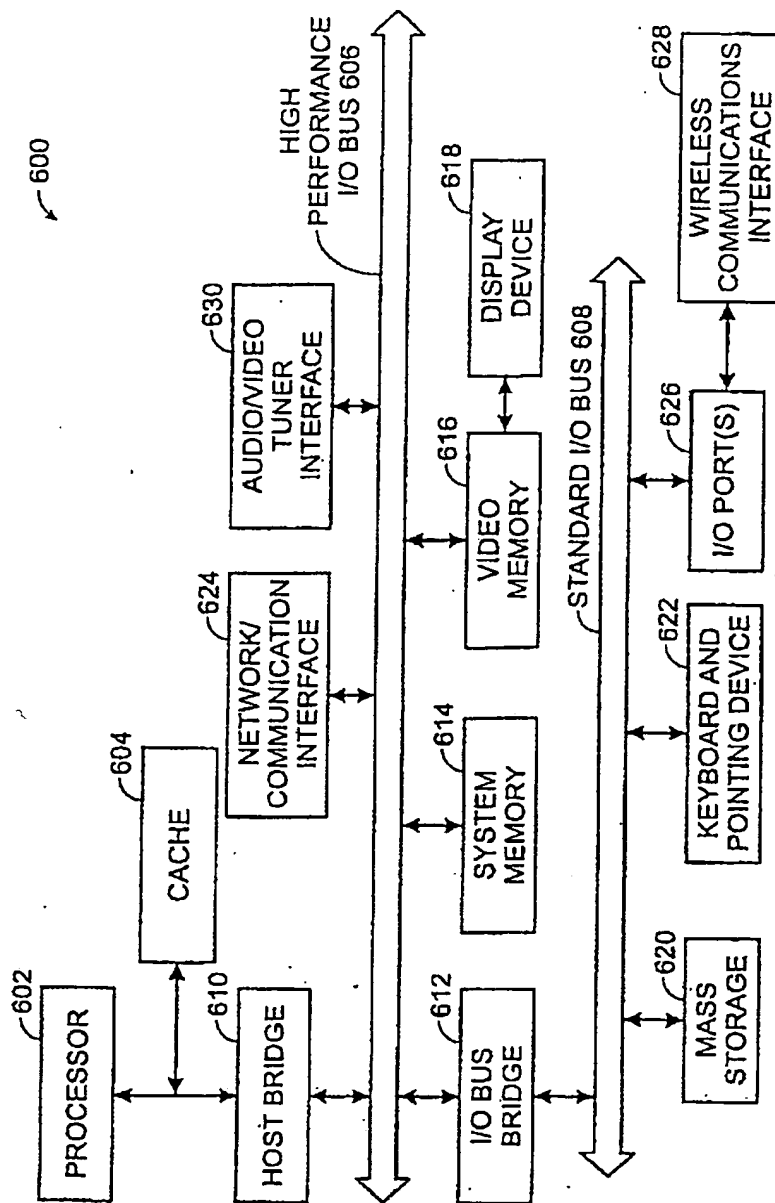 600
602
PROCESSOR
604
CACHE
610
HOST BRIDGE
624
NETWORK/
COMMUNICATION
INTERFACE
630
AUDIO/VIDEO
TUNER
INTERFACE
HIGH
PERFORMANCE
I/O BUS 606
612
I/O BUS
BRIDGE
614
SYSTEM
MEMORY
616
VIDEO
MEMORY
618
DISPLAY
DEVICE
STANDARD I/O BUS 608
620
MASS
STORAGE
622
KEYBOARD AND
POINTING DEVICE
626
I/O PORT(S)
628
WIRELESS
COMMUNICATIONS
INTERFACE